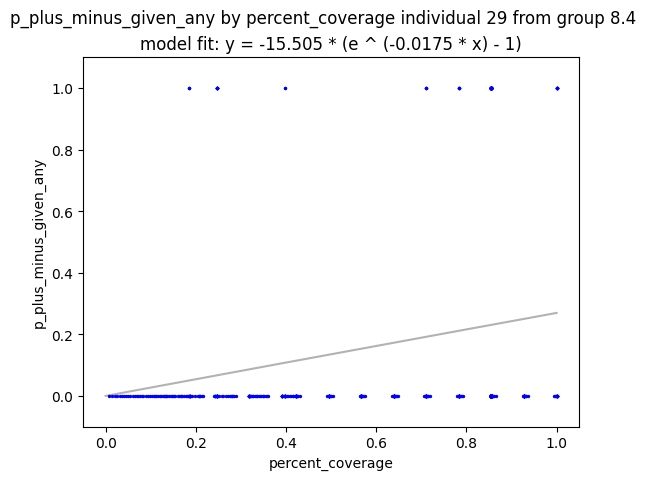 p_plus_minus_given_any by percent_coverage individual 29 from group 8.4
model fit: y = -15.505 * (e ^ (-0.0175 * x) - 1)
1.0
0.8
0.6
0.4
0.2
0.0
p_plus_minus_given_any
0.0 0.2 0.4 0.6 0.8 1.0
percent_coverage